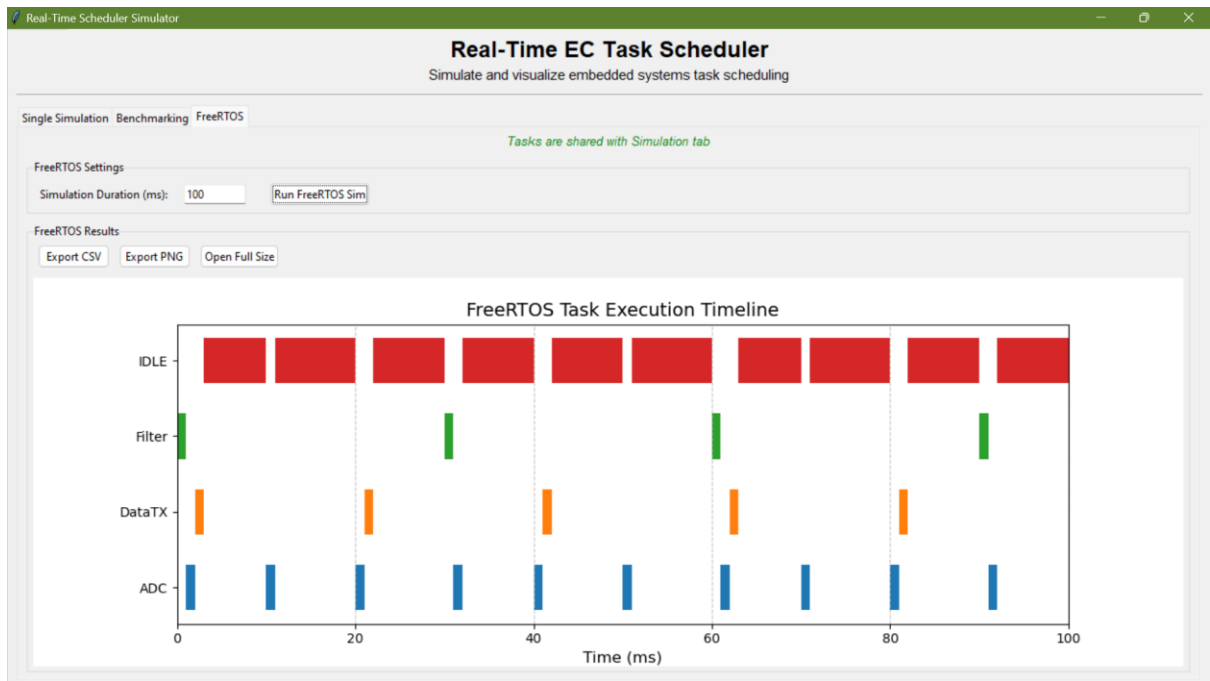 Real-Time Scheduler Simulator
Real-Time EC Task Scheduler
Simulate and visualize embedded systems task scheduling
Single Simulation Benchmarking FreeRTOS
Tasks are shared with Simulation tab
FreeRTOS Settings
Simulation Duration (ms): 100 Run FreeRTOS Sim
FreeRTOS Results
Export CSV Export PNG Open Full Size
FreeRTOS Task Execution Timeline
IDLE
Filter
DataTX
ADC
0 20 40 60 80 100
Time (ms)